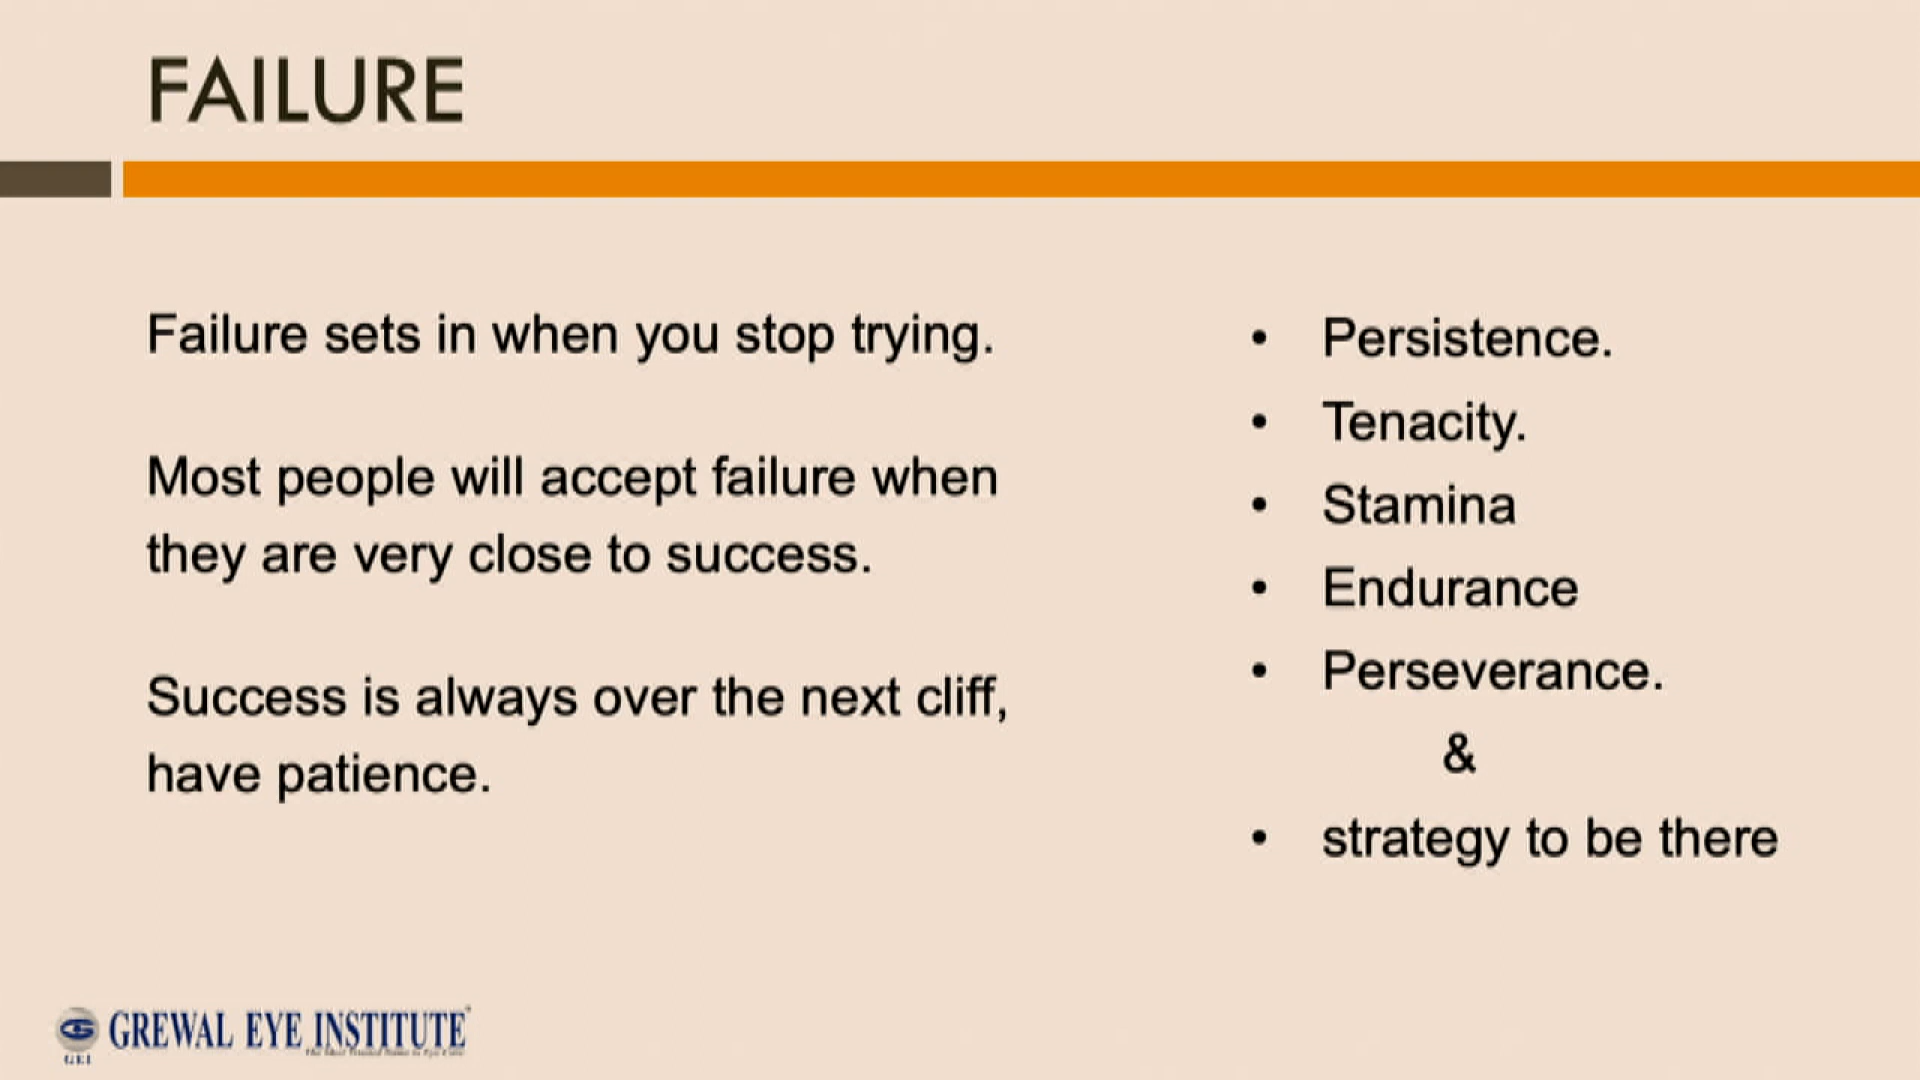 FAILURE
Failure sets in when you stop trying.
Most people will accept failure when
they are very close to success.
Success is always over the next cliff,
have patience.
• Persistence.
• Tenacity.
• Stamina
• Endurance
• Perseverance.
&
• strategy to be there
GREWAL EYE INSTITUTE
GEI